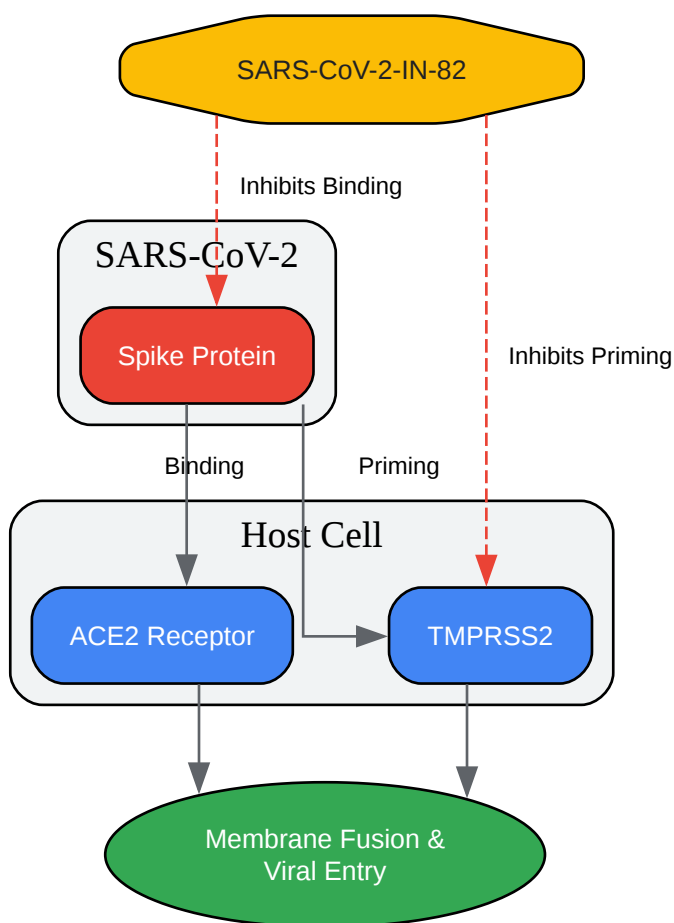 SARS-CoV-2-IN-82
Inhibits Binding
SARS-CoV-2
Spike Protein
Inhibits Priming
Binding
Priming
Host Cell
ACE2 Receptor
TMPRSS2
Membrane Fusion &
Viral Entry